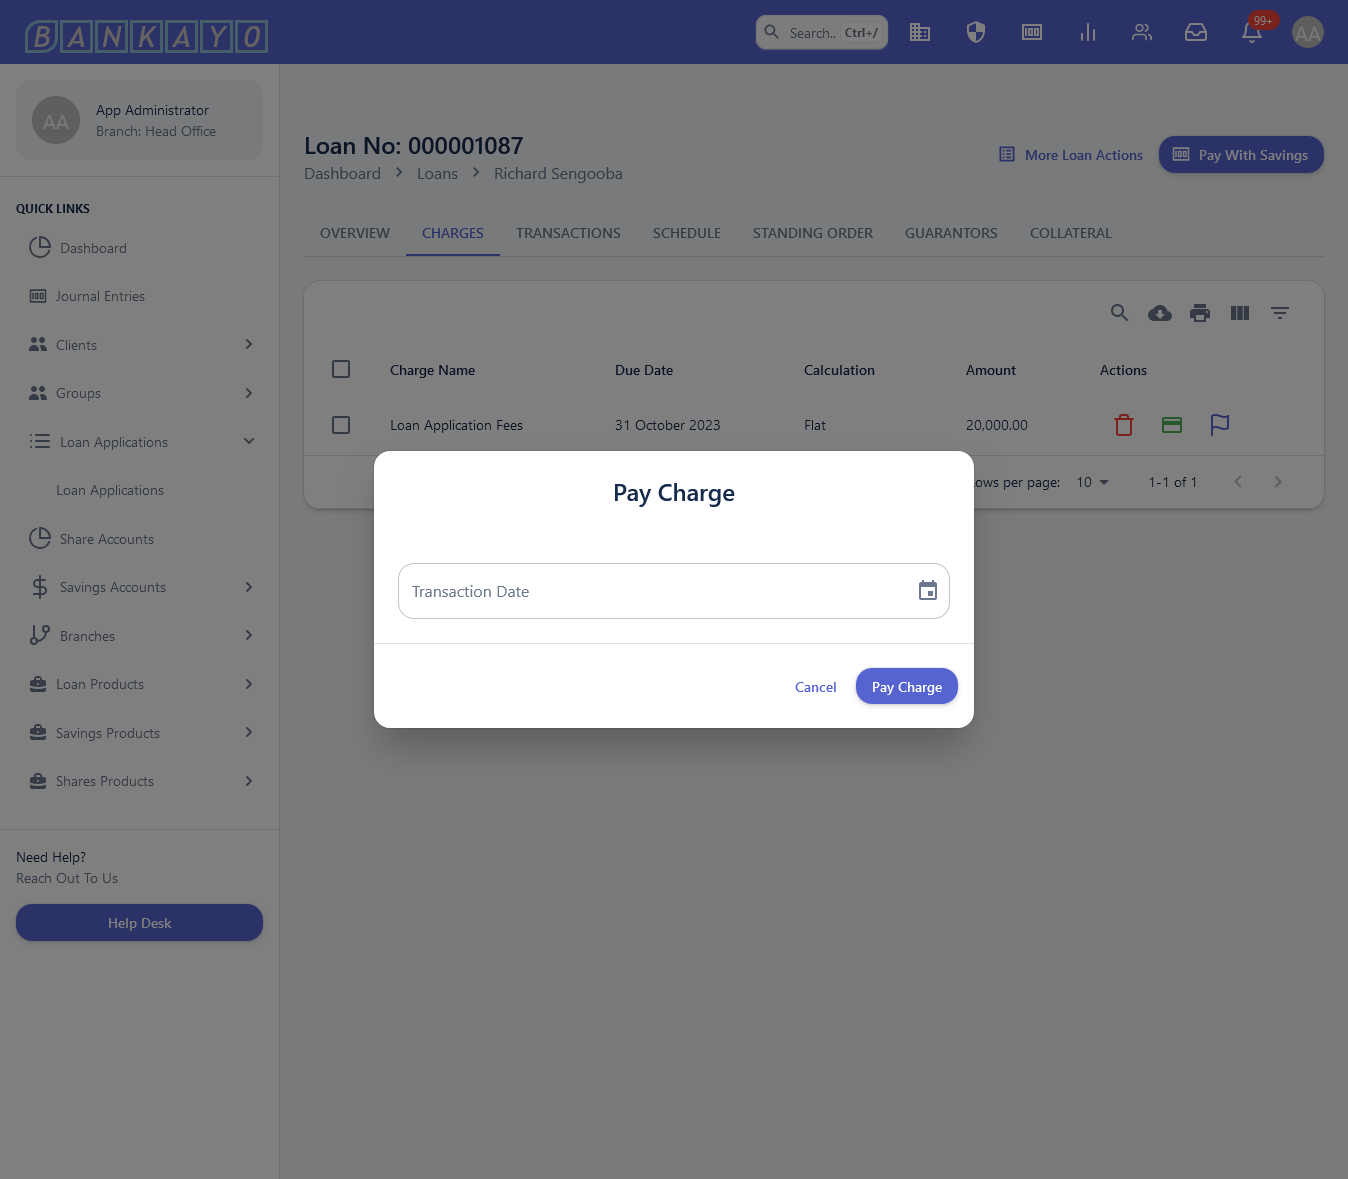 BANKAYO
Search.. Ctrl+/
99+
AA
AA
App Administrator
Branch: Head Office
QUICK LINKS
Dashboard
Journal Entries
Clients
Groups
Loan Applications
Loan Applications
Share Accounts
Savings Accounts
Branches
Loan Products
Savings Products
Shares Products
Need Help?
Reach Out To Us
Help Desk
Loan No: 000001087
Dashboard > Loans > Richard Sengooba
More Loan Actions
Pay With Savings
OVERVIEW CHARGES TRANSACTIONS SCHEDULE STANDING ORDER GUARANTORS COLLATERAL
Charge Name Due Date Calculation Amount Actions
Loan Application Fees 31 October 2023 Flat 20,000.00
ows per page: 10 1-1 of 1
Pay Charge
Transaction Date
Cancel Pay Charge